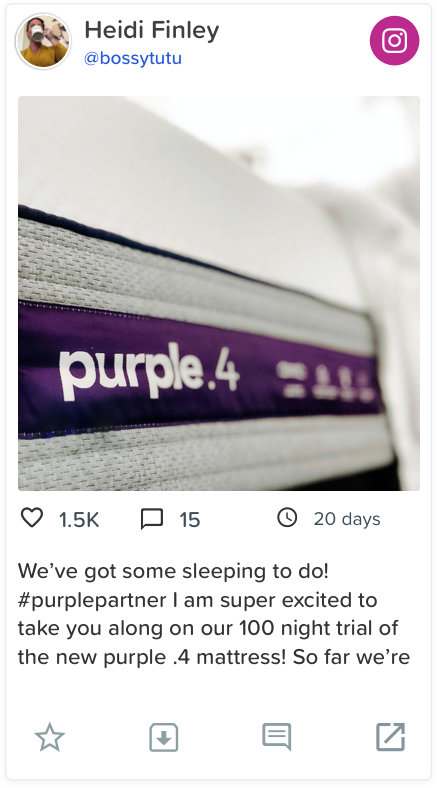 Heidi Finley
@bossytutu
purple.4
1.5K
15
20 days
We’ve got some sleeping to do!
#purplepartner I am super excited to
take you along on our 100 night trial of
the new purple .4 mattress! So far we’re